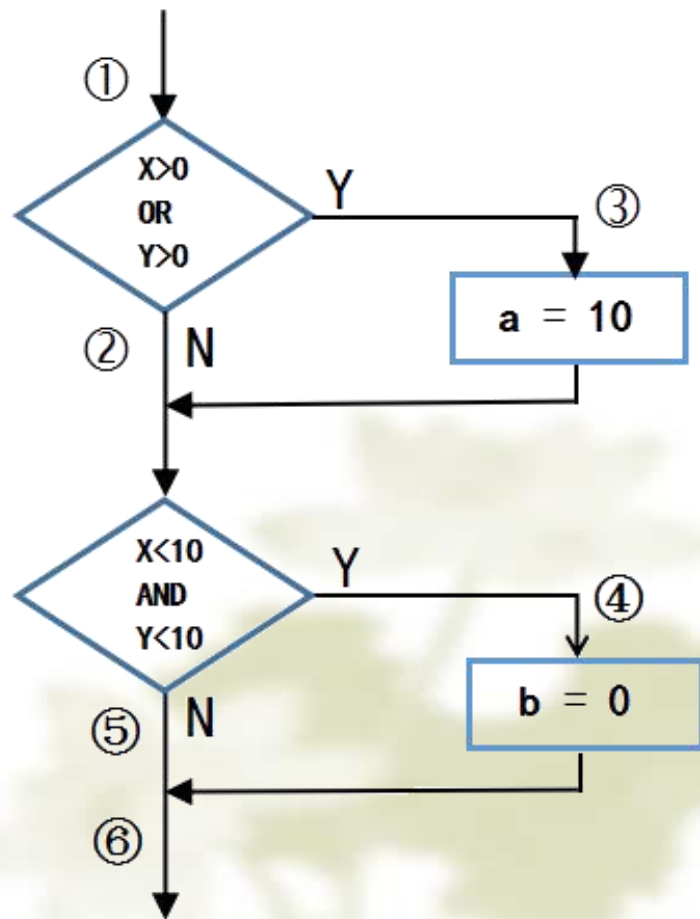 ①
X>0
OR
Y>0
Y
③
a = 10
②
N
X<10
AND
Y<10
Y
④
b = 0
⑤
N
⑥